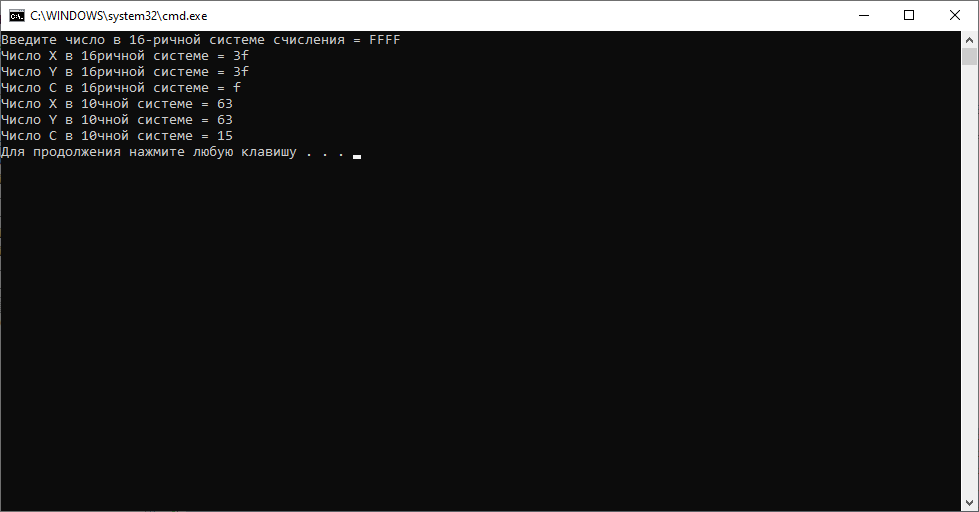 C:\WINDOWS\system32\cmd.exe
Введите число в 16-ричной системе счисления = FFFF
Число X в 16ричной системе = 3f
Число Y в 16ричной системе = 3f
Число C в 16ричной системе = f
Число X в 10чной системе = 63
Число Y в 10чной системе = 63
Число C в 10чной системе = 15
Для продолжения нажмите любую клавишу . . .